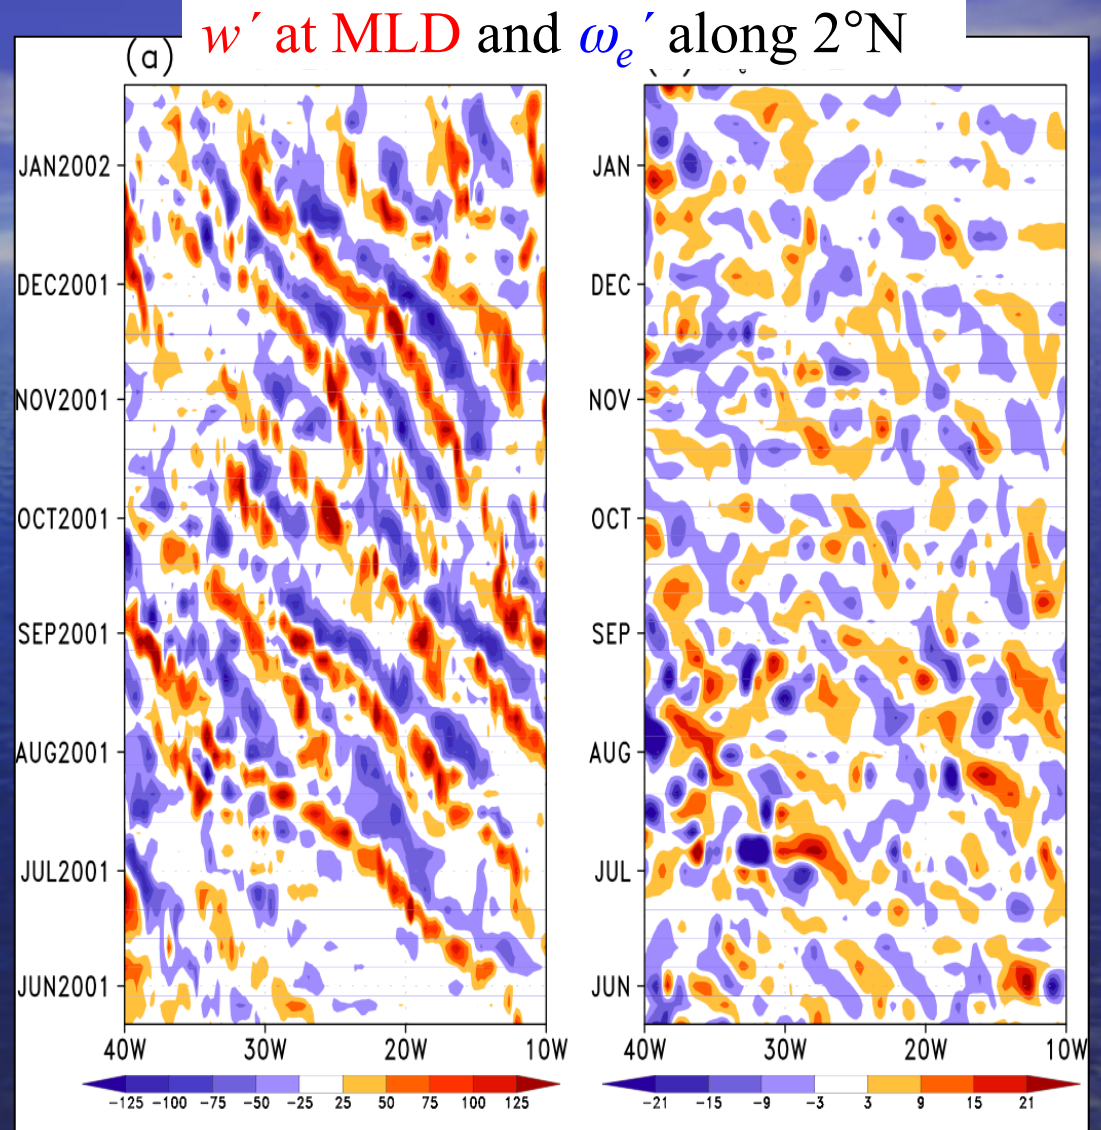 w´ at MLD and ωe´ along 2°N
(a)
JAN2002
DEC2001
NOV2001
OCT2001
SEP2001
AUG2001
JUL2001
JUN2001
40W 30W 20W 10W
-125 -100 -75 -50 -25 25 50 75 100 125
JAN
DEC
NOV
OCT
SEP
AUG
JUL
JUN
40W 30W 20W 10W
-21 -15 -9 -3 3 9 15 21